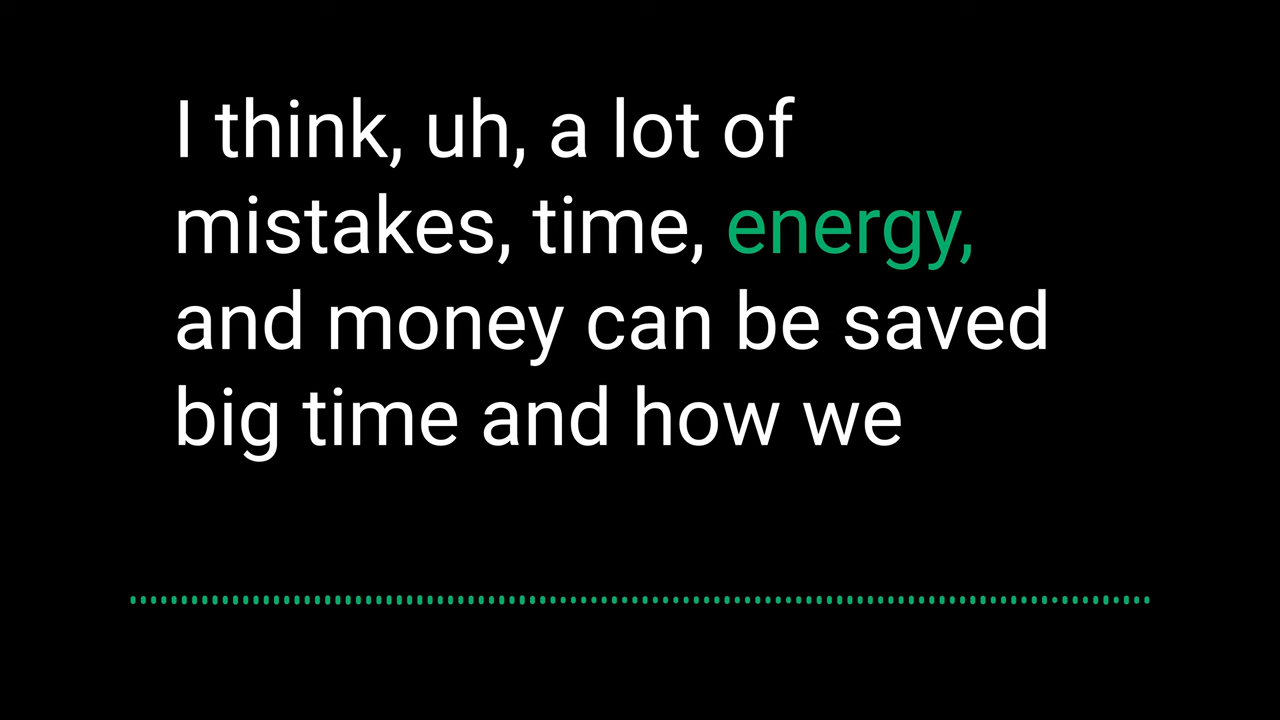 I think, uh, a lot of
mistakes, time, energy,
and money can be saved
big time and how we